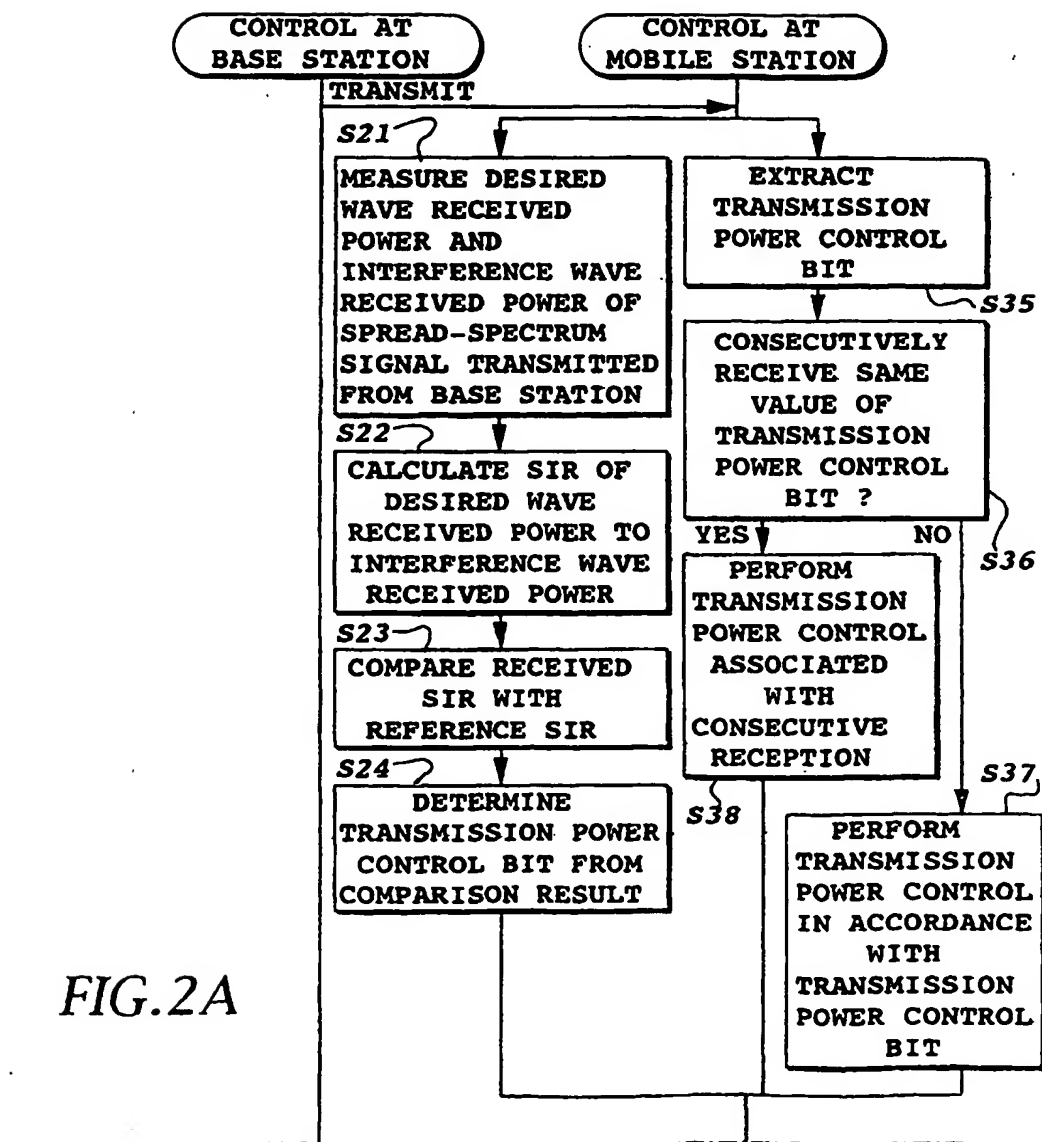 CONTROL AT
BASE STATION
CONTROL AT
MOBILE STATION
TRANSMIT
S21
MEASURE DESIRED
WAVE RECEIVED
POWER AND
INTERFERENCE WAVE
RECEIVED POWER OF
SPREAD-SPECTRUM
SIGNAL TRANSMITTED
FROM BASE STATION
S22
CALCULATE SIR OF
DESIRED WAVE
RECEIVED POWER TO
INTERFERENCE WAVE
RECEIVED POWER
S23
COMPARE RECEIVED
SIR WITH
REFERENCE SIR
S24
DETERMINE
TRANSMISSION POWER
CONTROL BIT FROM
COMPARISON RESULT
EXTRACT
TRANSMISSION
POWER CONTROL
BIT
S35
CONSECUTIVELY
RECEIVE SAME
VALUE OF
TRANSMISSION
POWER CONTROL
BIT ?
S36
YES
NO
PERFORM
TRANSMISSION
POWER CONTROL
ASSOCIATED
WITH
CONSECUTIVE
RECEPTION
S38
S37
PERFORM
TRANSMISSION
POWER CONTROL
IN ACCORDANCE
WITH
TRANSMISSION
POWER CONTROL
BIT
FIG.2A